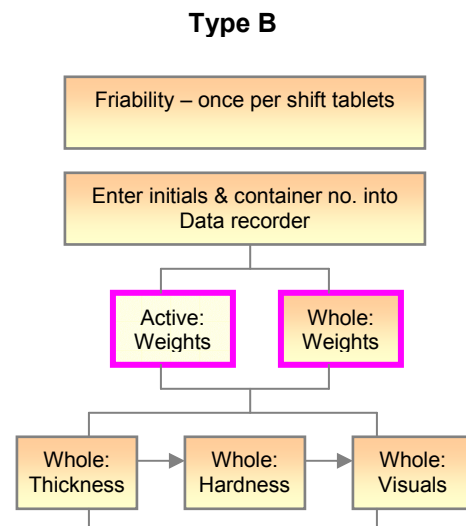 Type B
Friability – once per shift tablets
Enter initials & container no. into
Data recorder
Active:
Weights
Whole:
Weights
Whole:
Thickness
Whole:
Hardness
Whole:
Visuals